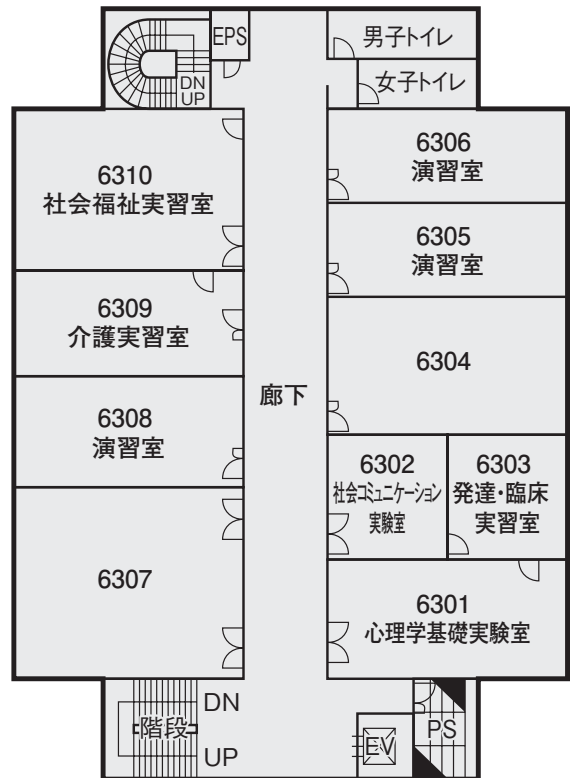 EPS
男子トイレ
DN
UP
女子トイレ
6310
社会福祉実習室
6306
演習室
6305
演習室
6309
介護実習室
6304
廊下
6308
演習室
6302
社会コミュニケーション
実験室
6303
発達・臨床
実習室
6307
6301
心理学基礎実験室
DN
階段
UP
EV
PS